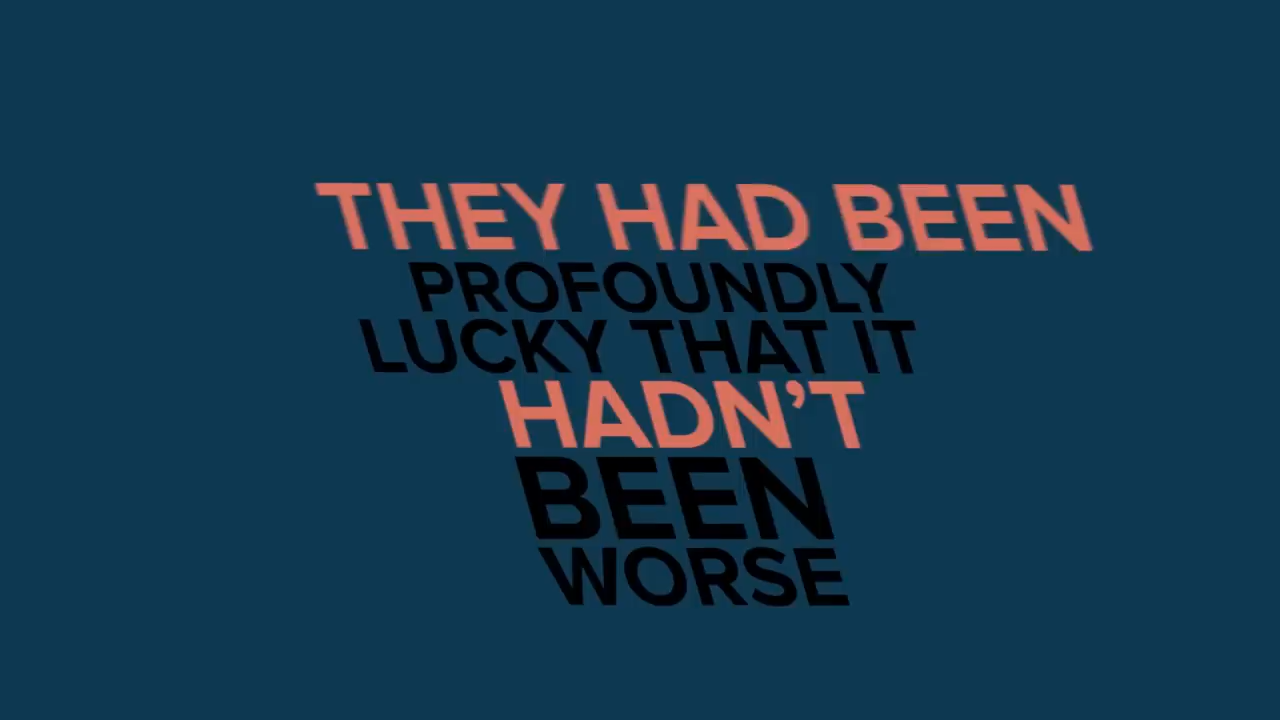 THEY HAD BEEN
PROFOUNDLY
LUCKY THAT IT
HADN’T
BEEN
WORSE